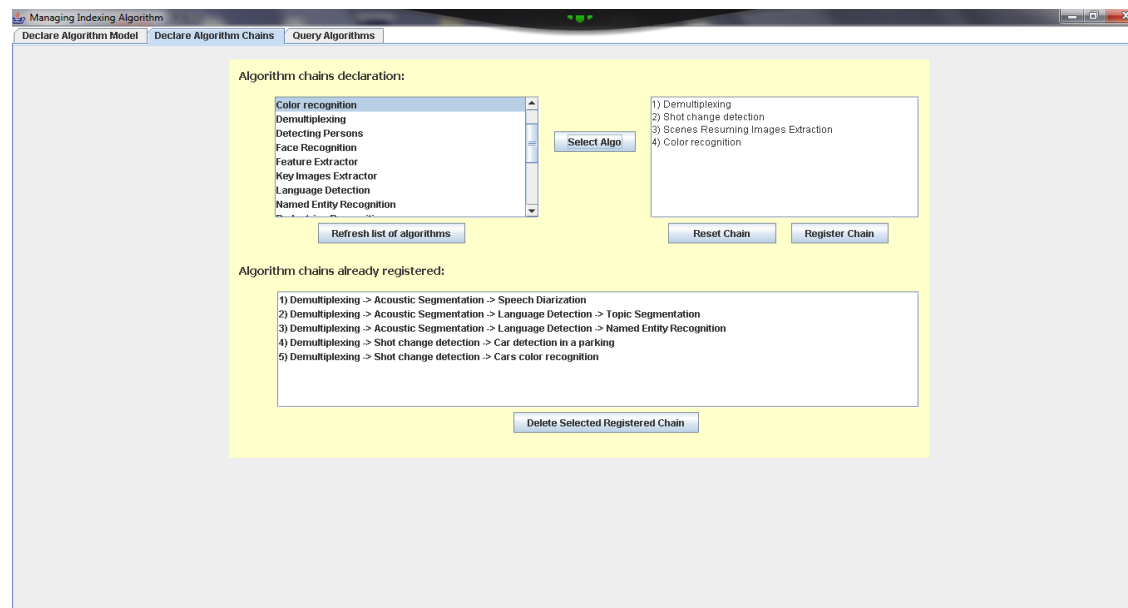 Managing Indexing Algorithm
Declare Algorithm Model Declare Algorithm Chains Query Algorithms
Algorithm chains declaration:
Color recognition
Demultiplexing
Detecting Persons
Face Recognition
Feature Extractor
Key Images Extractor
Language Detection
Named Entity Recognition
Select Algo
1) Demultiplexing
2) Shot change detection
3) Scenes Resuming Images Extraction
4) Color recognition
Refresh list of algorithms
Reset Chain Register Chain
Algorithm chains already registered:
1) Demultiplexing -> Acoustic Segmentation -> Speech Diarization
2) Demultiplexing -> Acoustic Segmentation -> Language Detection -> Topic Segmentation
3) Demultiplexing -> Acoustic Segmentation -> Language Detection -> Named Entity Recognition
4) Demultiplexing -> Shot change detection -> Car detection in a parking
5) Demultiplexing -> Shot change detection -> Cars color recognition
Delete Selected Registered Chain